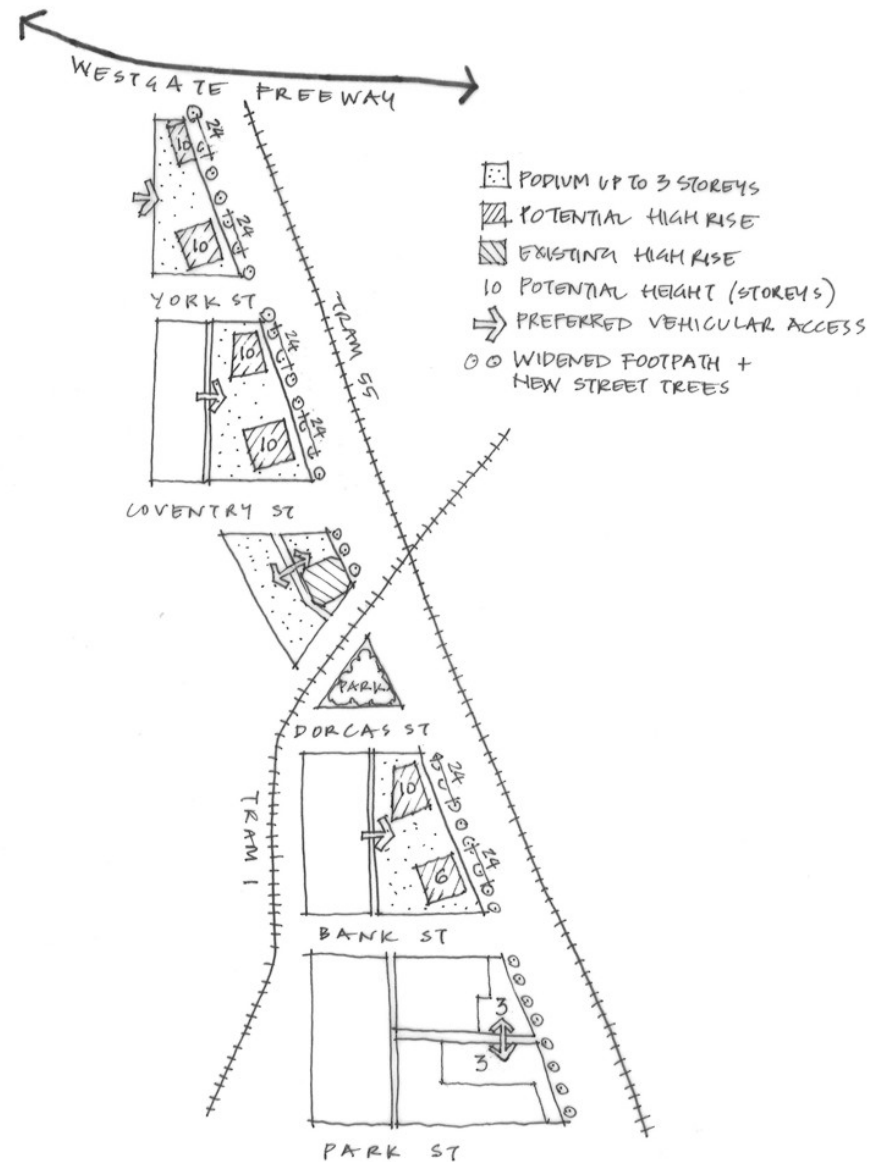 WESTGATE FREEWAY
24
10
24
10
YORK ST
PODIUM UP TO 3 STOREYS
POTENTIAL HIGH RISE
EXISTING HIGH RISE
10 POTENTIAL HEIGHT (STOREYS)
PREFERRED VEHICULAR ACCESS
WIDENED FOOTPATH +
NEW STREET TREES
TRAM 55
24
10
24
10
COVENTRY ST
PARK
DORCAS ST
24
10
24
6
TRAM 1
BANK ST
3
3
PARK ST